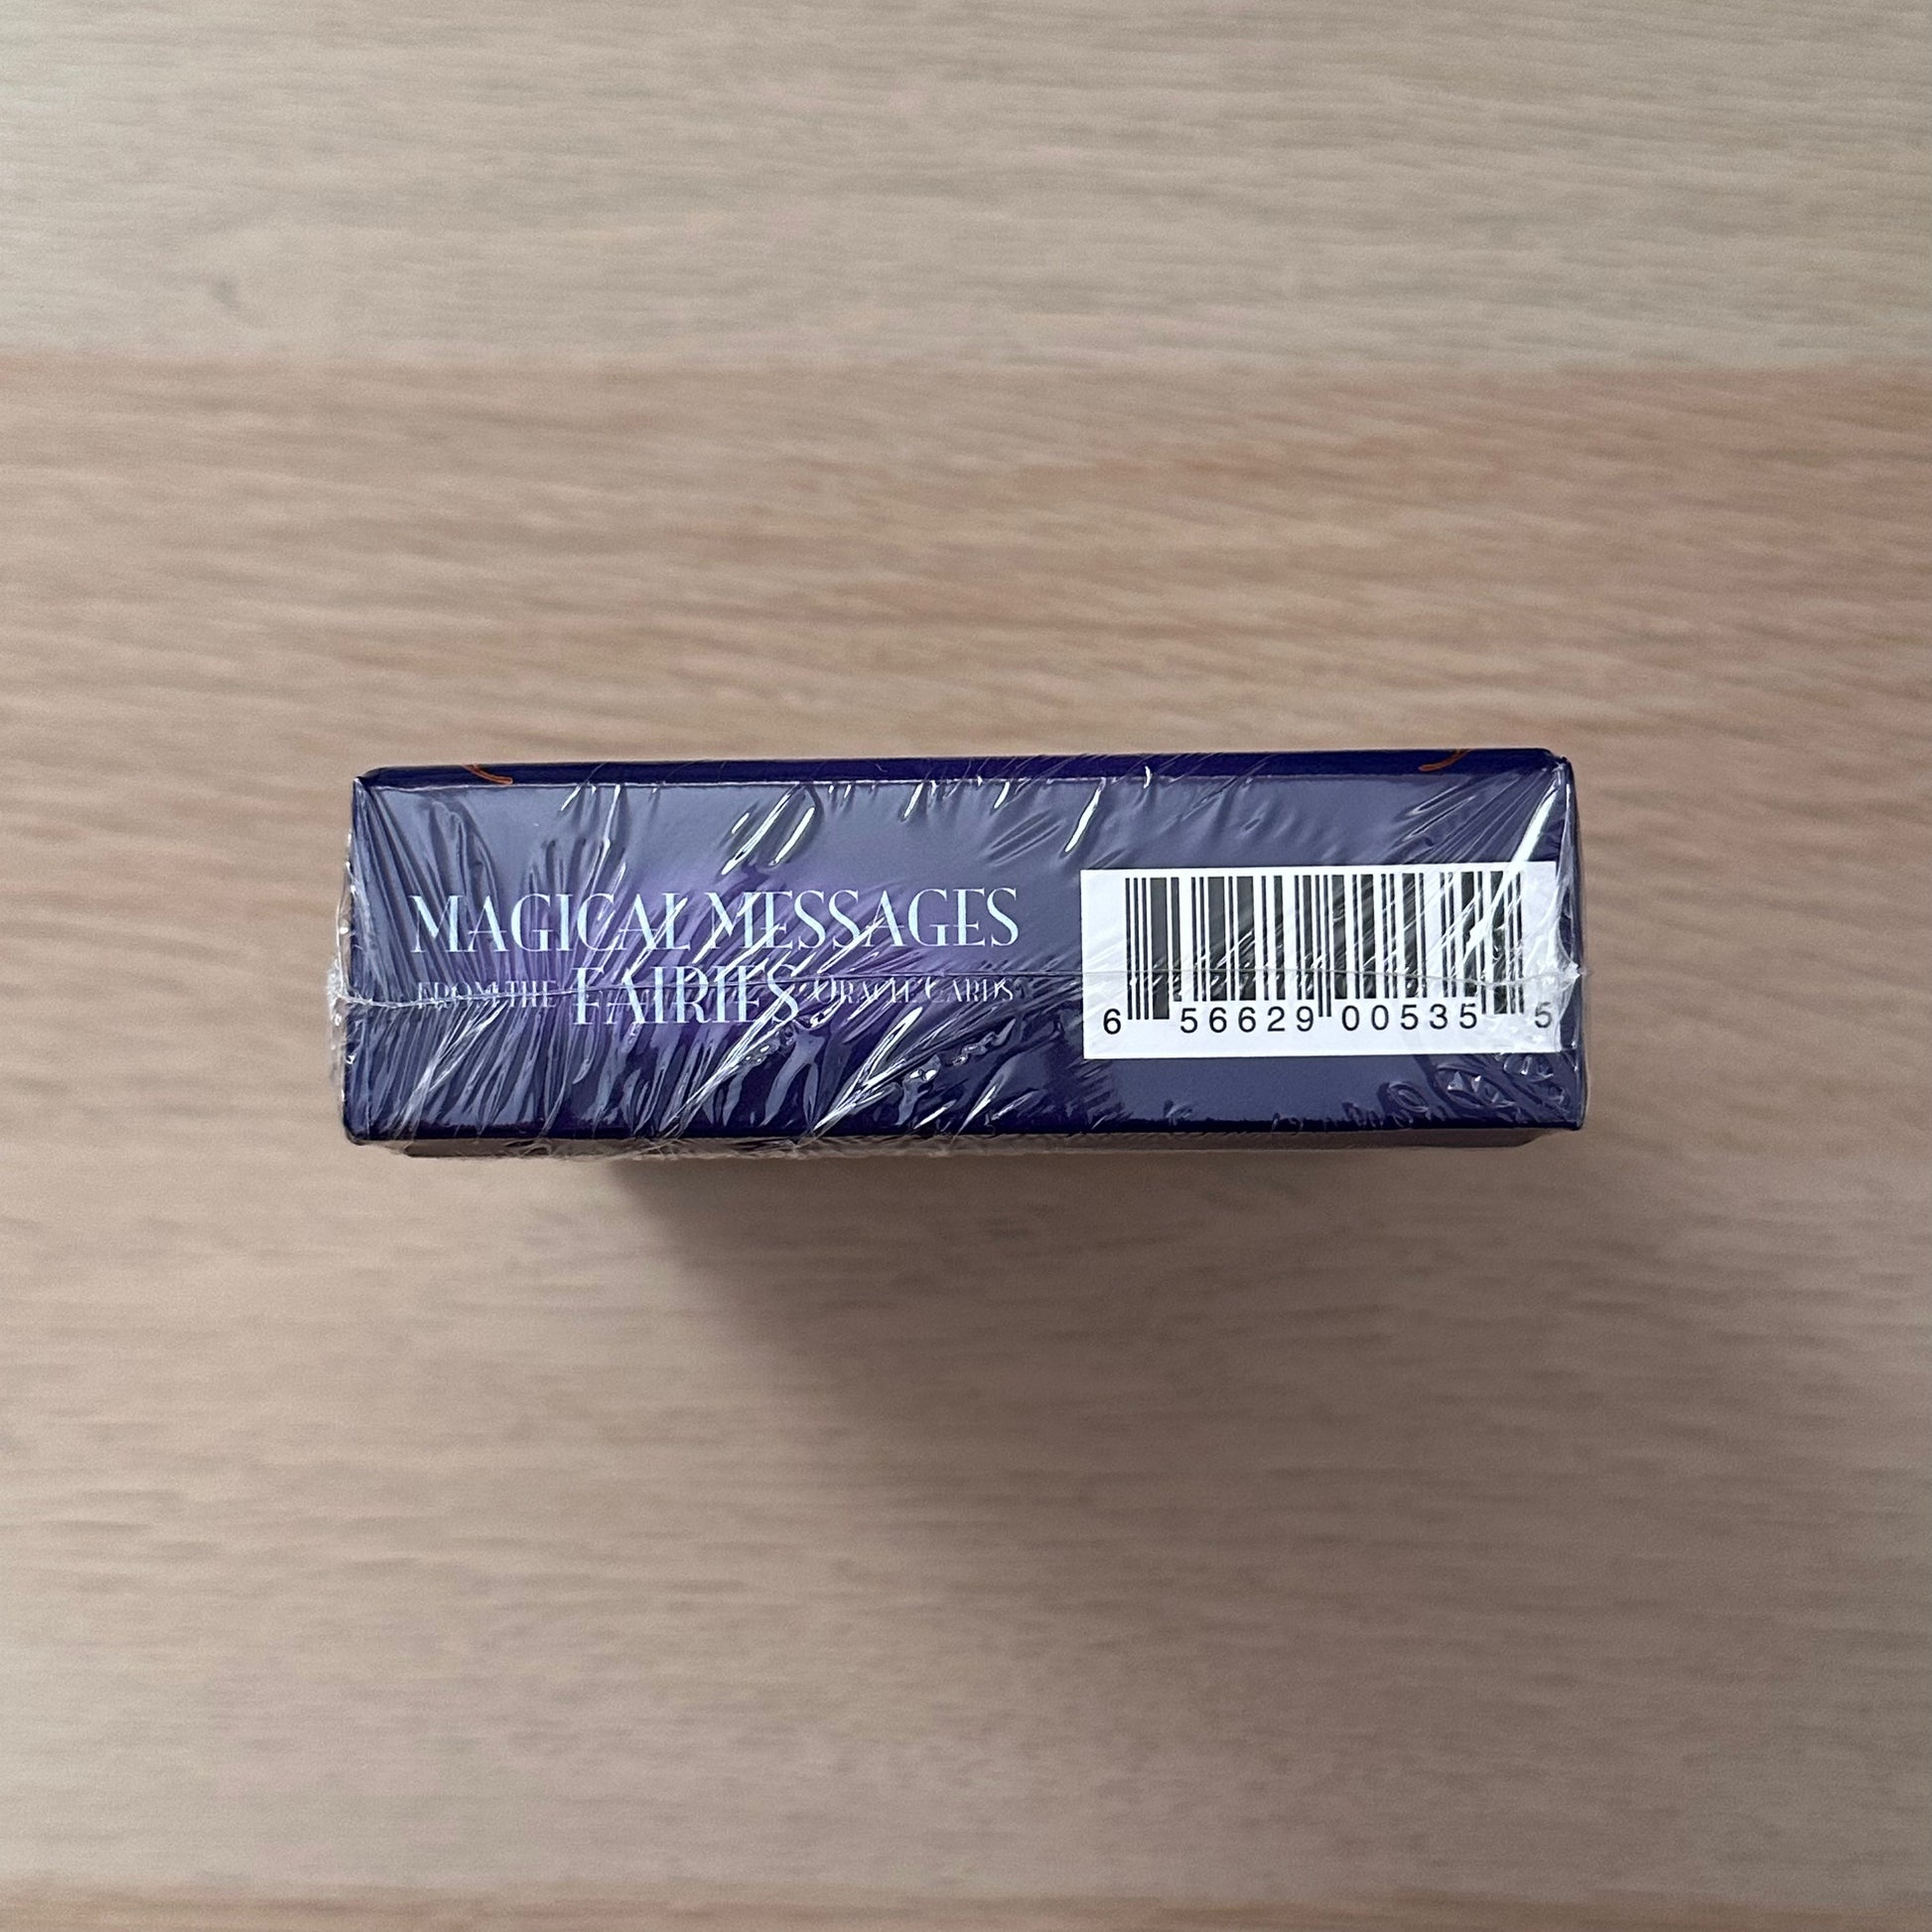 MAGICAL MESSAGES
FROM THE FAIRIES ORACLE CARDS
6 56629 00535 5